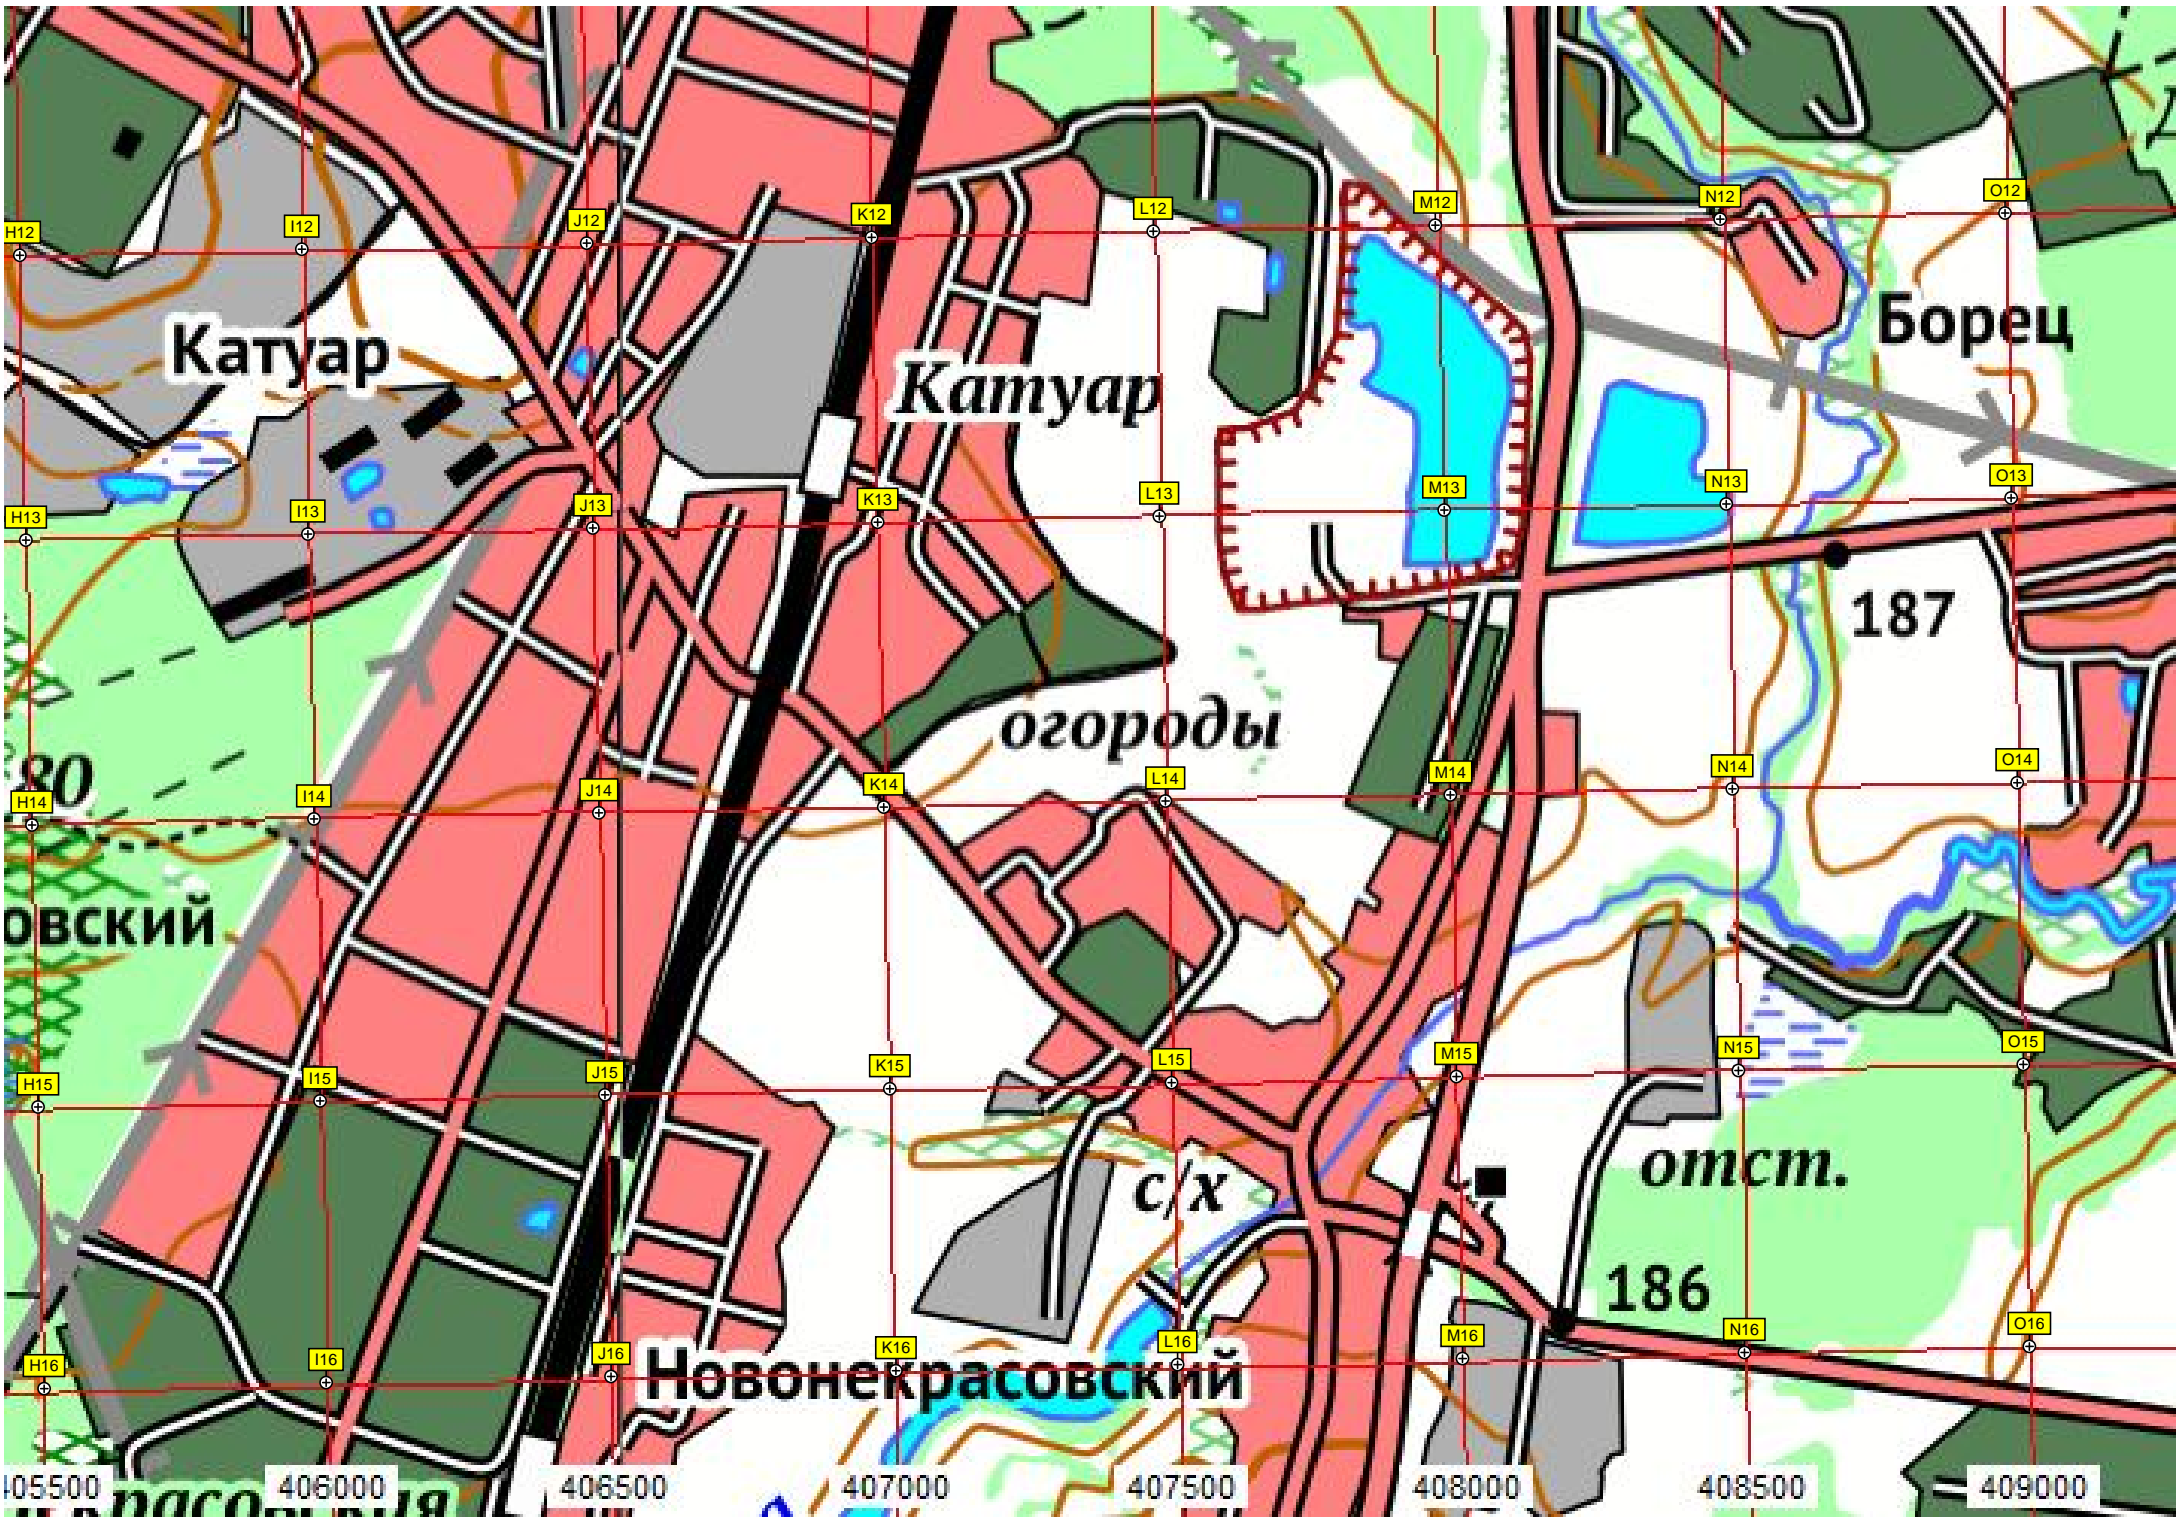 H12 I12 J12 K12 L12 M12 N12 O12
Катуар
Катуар
Борец
H13 I13 J13 K13 L13 M13 N13 O13
187
огороды
80
H14 I14 J14 K14 L14 M14 N14 O14
овский
H15 I15 J15 K15 L15 M15 N15 O15
с/х
отст.
186
H16 I16 J16 K16 L16 M16 N16 O16
Новонекрасовский
405500 406000 406500 407000 407500 408000 408500 409000